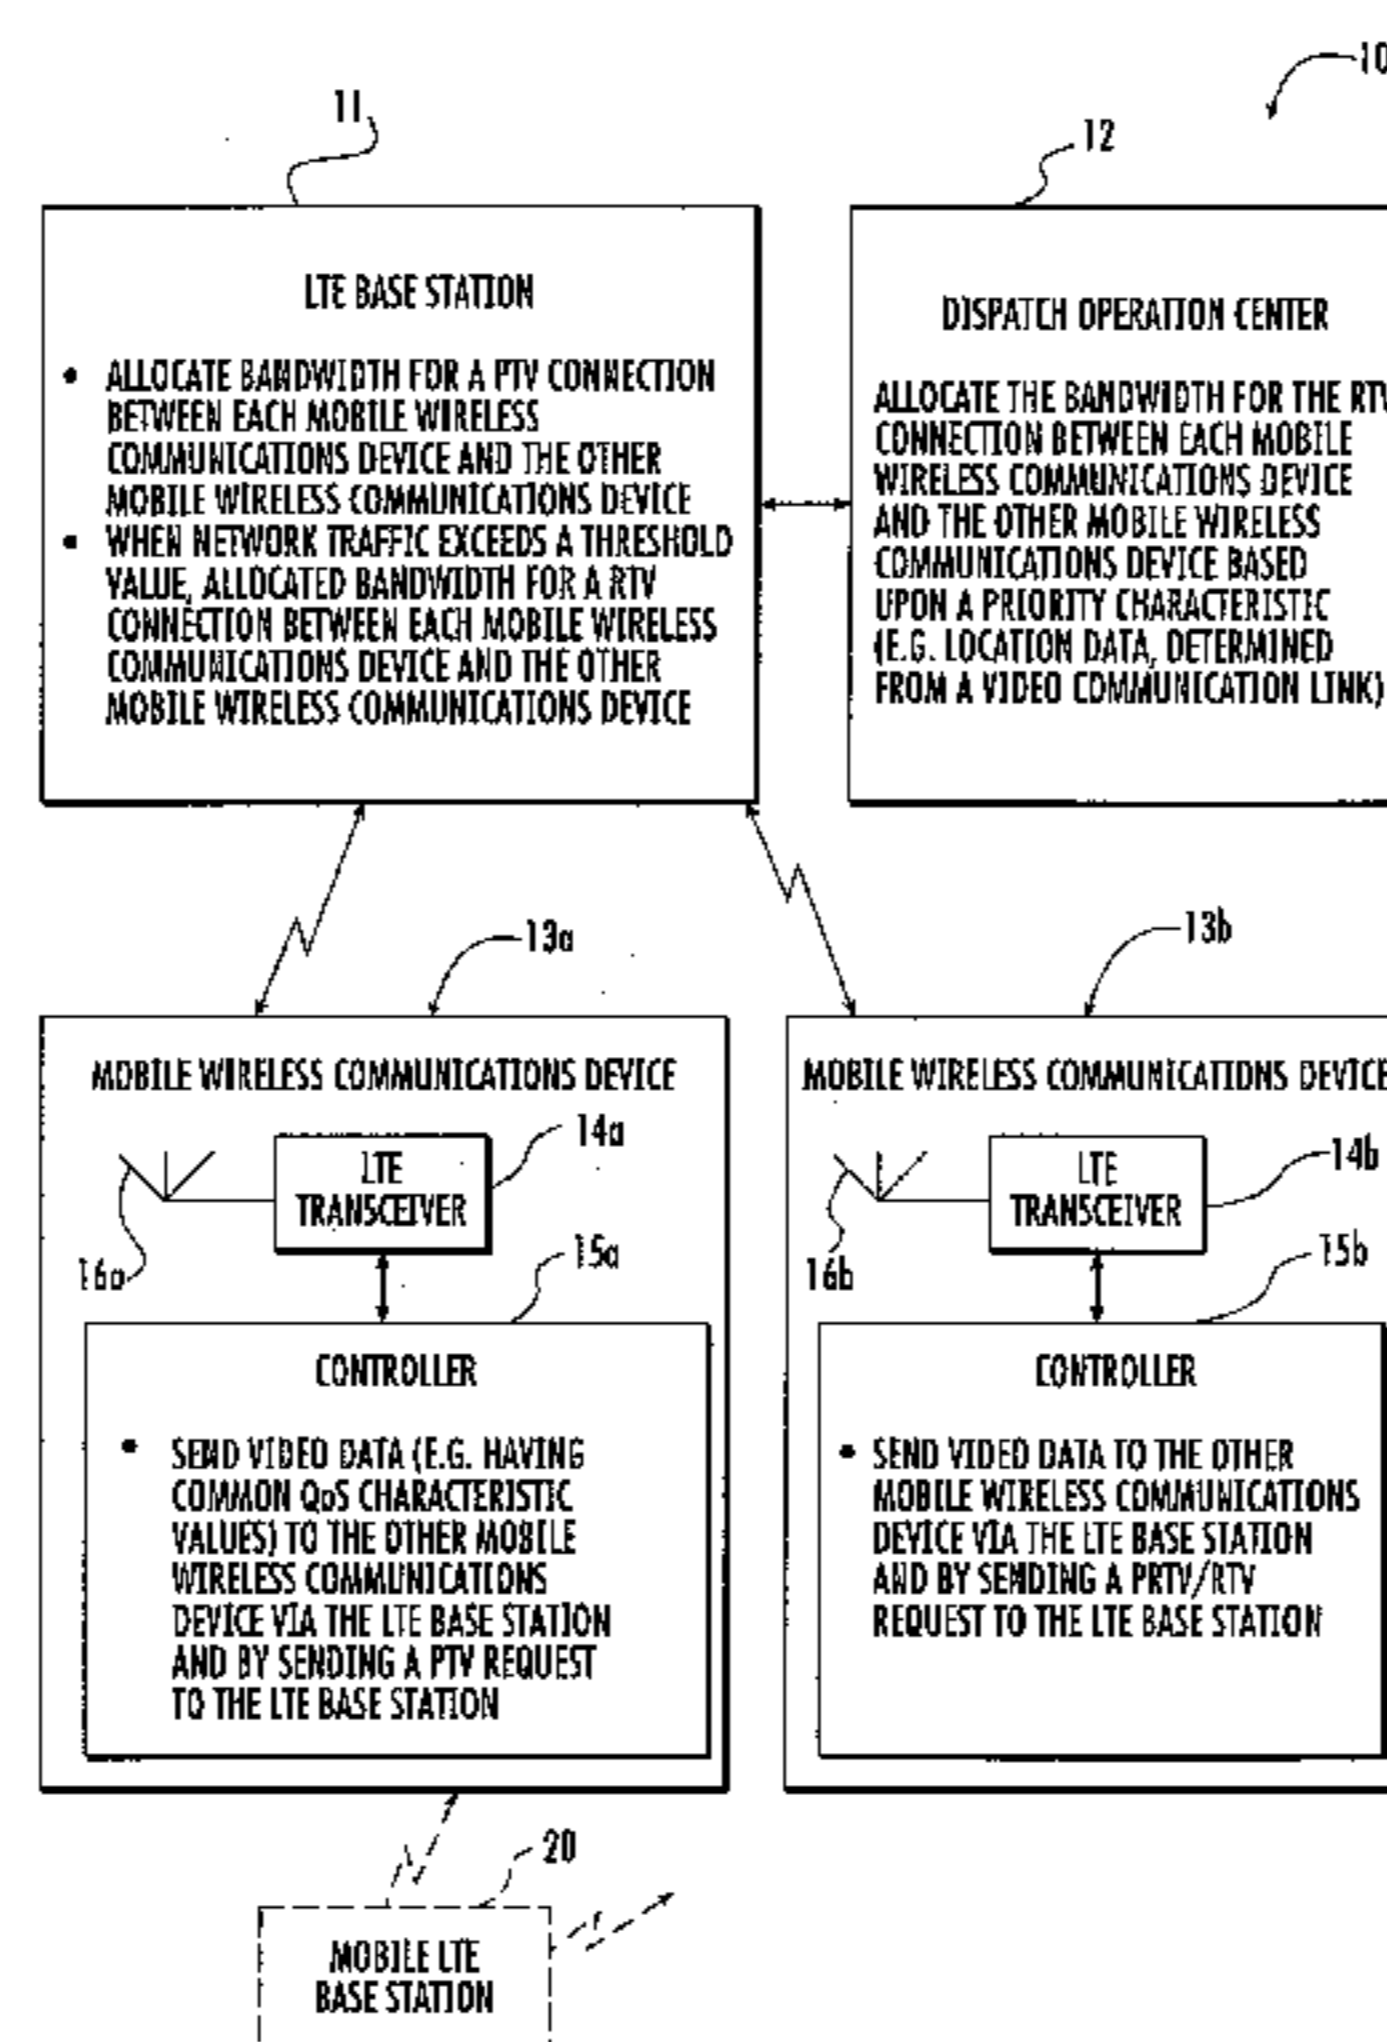 10
11
12
LTE BASE STATION
• ALLOCATE BANDWIDTH FOR A PTV CONNECTION
BETWEEN EACH MOBILE WIRELESS
COMMUNICATIONS DEVICE AND THE OTHER
MOBILE WIRELESS COMMUNICATIONS DEVICE
• WHEN NETWORK TRAFFIC EXCEEDS A THRESHOLD
VALUE, ALLOCATED BANDWIDTH FOR A RTV
CONNECTION BETWEEN EACH MOBILE WIRELESS
COMMUNICATIONS DEVICE AND THE OTHER
MOBILE WIRELESS COMMUNICATIONS DEVICE
DISPATCH OPERATION CENTER
ALLOCATE THE BANDWIDTH FOR THE RTV
CONNECTION BETWEEN EACH MOBILE
WIRELESS COMMUNICATIONS DEVICE
AND THE OTHER MOBILE WIRELESS
COMMUNICATIONS DEVICE BASED
UPON A PRIORITY CHARACTERISTIC
(E.G. LOCATION DATA, DETERMINED
FROM A VIDEO COMMUNICATION LINK)
13a
MOBILE WIRELESS COMMUNICATIONS DEVICE
14a
LTE
TRANSCEIVER
16a
15a
CONTROLLER
• SEND VIDEO DATA (E.G. HAVING
COMMON QoS CHARACTERISTIC
VALUES) TO THE OTHER MOBILE
WIRELESS COMMUNICATIONS
DEVICE VIA THE LTE BASE STATION
AND BY SENDING A PTV REQUEST
TO THE LTE BASE STATION
13b
MOBILE WIRELESS COMMUNICATIONS DEVICE
14b
LTE
TRANSCEIVER
16b
15b
CONTROLLER
• SEND VIDEO DATA TO THE OTHER
MOBILE WIRELESS COMMUNICATIONS
DEVICE VIA THE LTE BASE STATION
AND BY SENDING A PRTV/RTV
REQUEST TO THE LTE BASE STATION
20
MOBILE LTE
BASE STATION